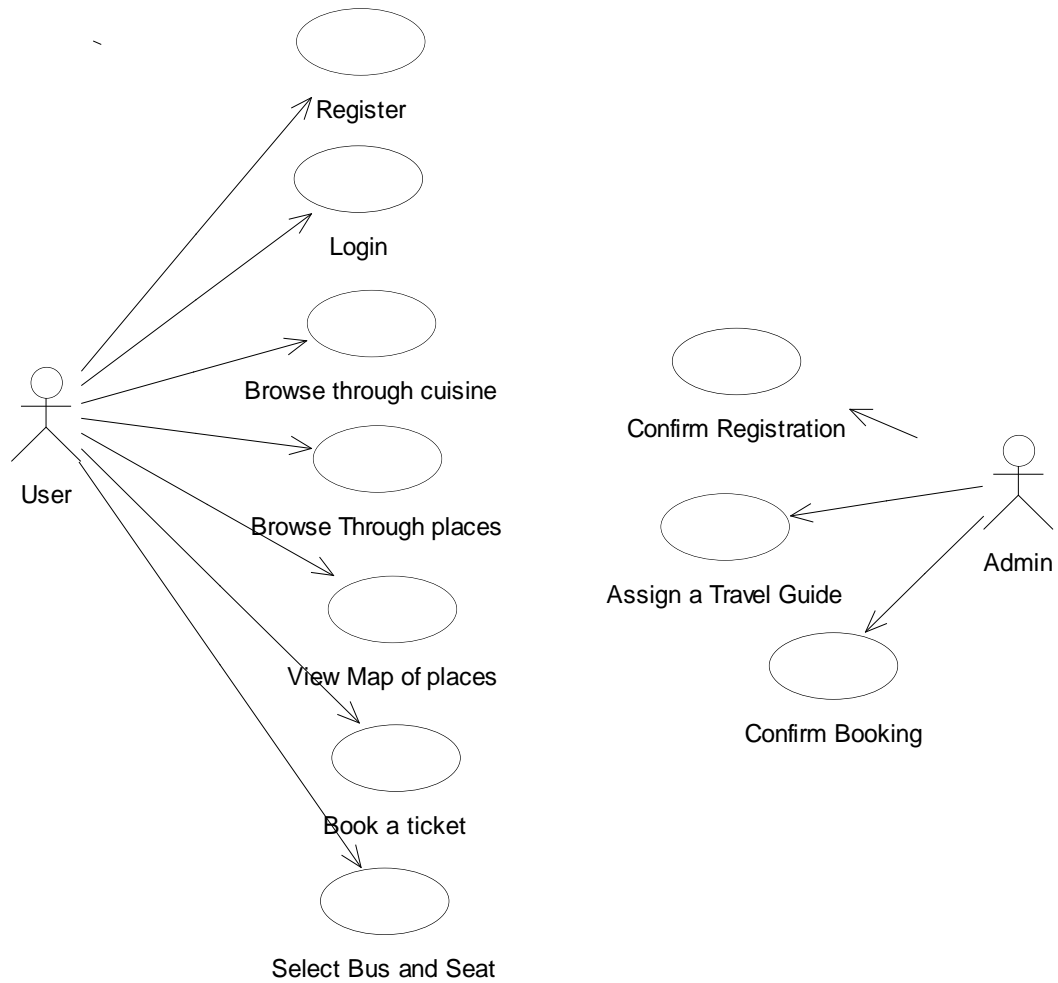 Register
Login
Browse through cuisine
User
Browse Through places
View Map of places
Book a ticket
Select Bus and Seat
Confirm Registration
Admin
Assign a Travel Guide
Confirm Booking